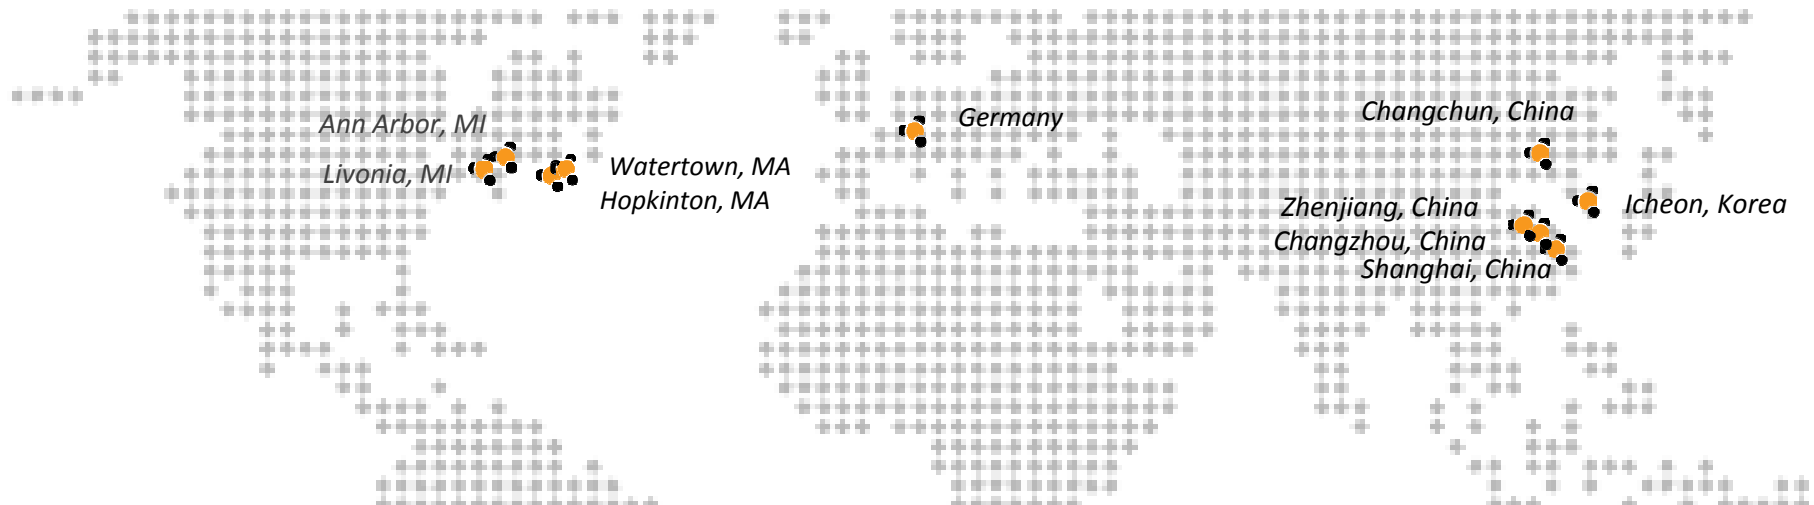 Ann Arbor, MI
Livonia, MI
Watertown, MA
Hopkinton, MA
Germany
Changchun, China
Icheon, Korea
Zhenjiang, China
Changzhou, China
Shanghai, China